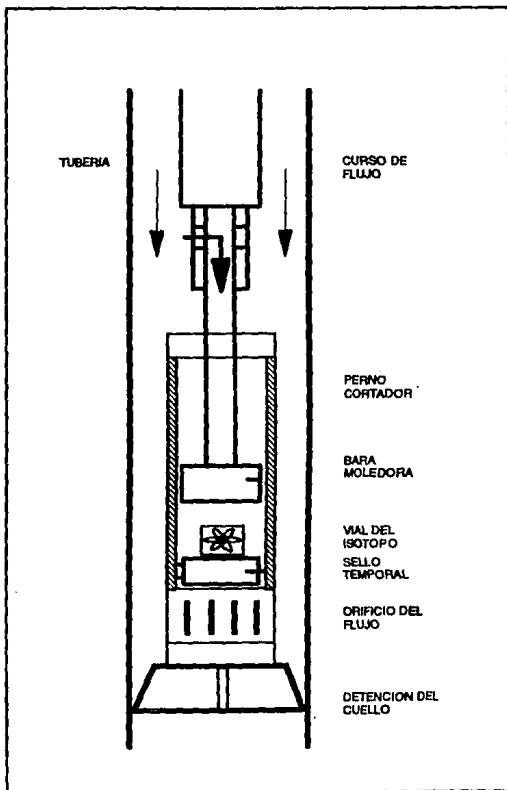 TUBERIA
CURSO DE
FLUJO
PERNO
CORTADOR
BARA
MOLEDORA
VIAL DEL
ISOTOPO
SELLO
TEMPORAL
ORIFICIO DEL
FLUJO
DETENCION DEL
CUELLO